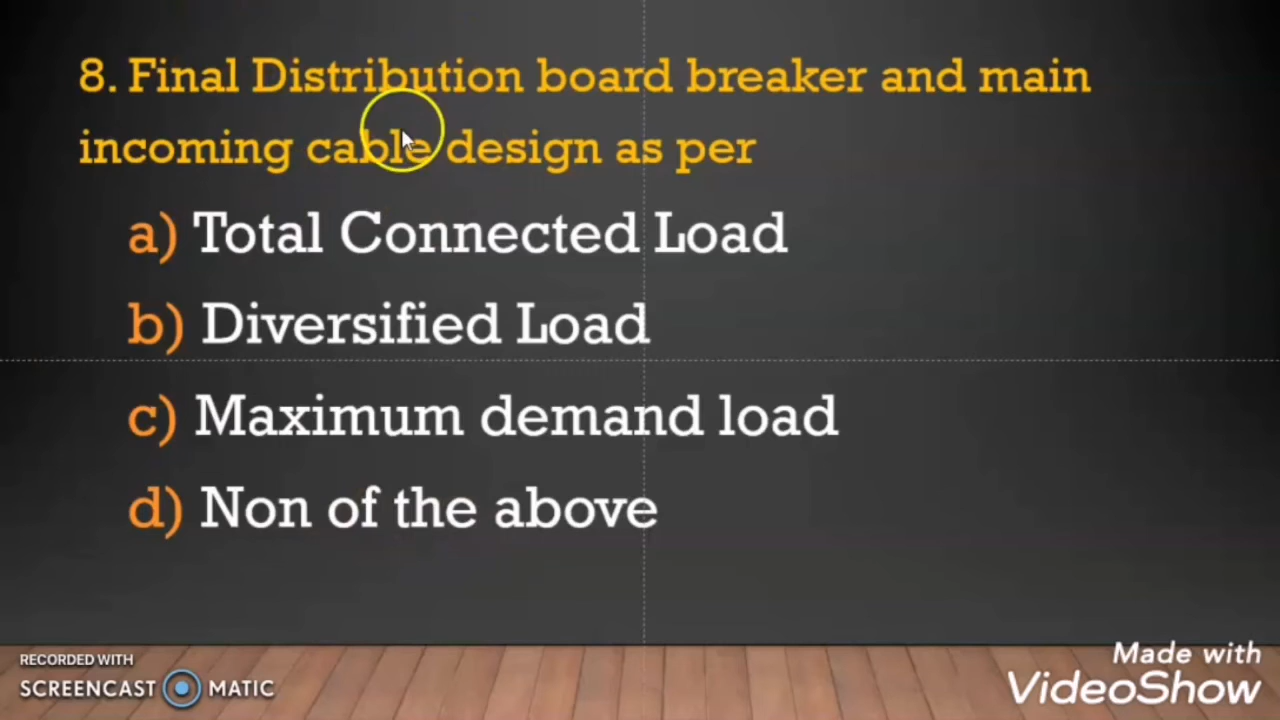 8. Final Distribution board breaker and main
incoming cable design as per
a) Total Connected Load
b) Diversified Load
c) Maximum demand load
d) Non of the above
RECORDED WITH
SCREENCAST MATIC
Made with
VideoShow